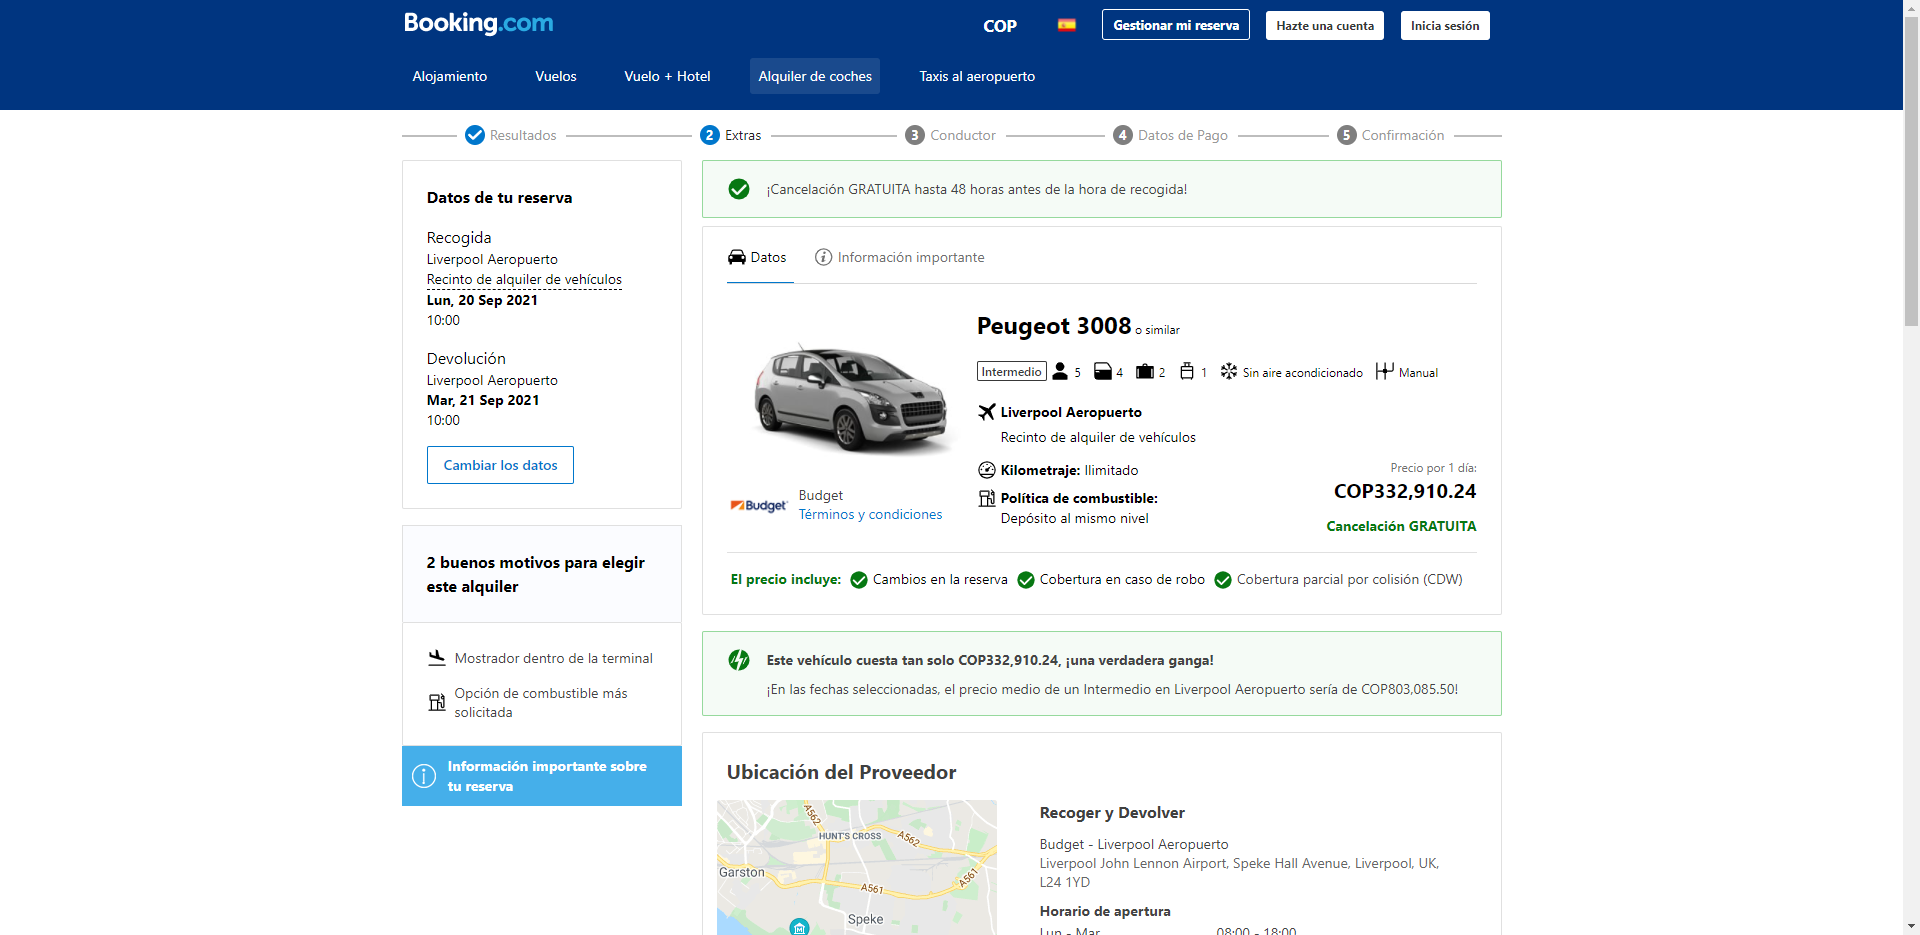 Booking.com
COP
Gestionar mi reserva
Hazte una cuenta
Inicia sesión
Alojamiento
Vuelos
Vuelo + Hotel
Alquiler de coches
Taxis al aeropuerto
Resultados
2 Extras
3 Conductor
4 Datos de Pago
5 Confirmación
Datos de tu reserva
Recogida
Liverpool Aeropuerto
Recinto de alquiler de vehículos
Lun, 20 Sep 2021
10:00
Devolución
Liverpool Aeropuerto
Mar, 21 Sep 2021
10:00
Cambiar los datos
2 buenos motivos para elegir
este alquiler
Mostrador dentro de la terminal
Opción de combustible más
solicitada
Información importante sobre
tu reserva
¡Cancelación GRATUITA hasta 48 horas antes de la hora de recogida!
Datos
Información importante
Peugeot 3008 o similar
Intermedio 5 4 2 1 Sin aire acondicionado Manual
Liverpool Aeropuerto
Recinto de alquiler de vehículos
Kilometraje: Ilimitado
Política de combustible:
Depósito al mismo nivel
Budget
Budget
Términos y condiciones
Precio por 1 día:
COP332,910.24
Cancelación GRATUITA
El precio incluye: Cambios en la reserva Cobertura en caso de robo Cobertura parcial por colisión (CDW)
Este vehículo cuesta tan solo COP332,910.24, ¡una verdadera ganga!
¡En las fechas seleccionadas, el precio medio de un Intermedio en Liverpool Aeropuerto sería de COP803,085.50!
Ubicación del Proveedor
A562
HUNT'S CROSS
A562
Garston
A561
A561
Speke
Recoger y Devolver
Budget - Liverpool Aeropuerto
Liverpool John Lennon Airport, Speke Hall Avenue, Liverpool, UK,
L24 1YD
Horario de apertura
Lun - Mar 08:00 - 18:00